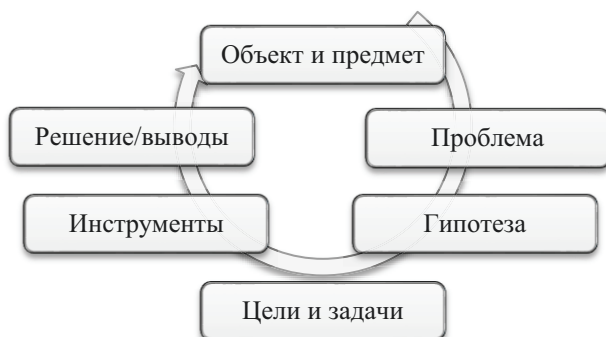 Объект и предмет
Проблема
Гипотеза
Цели и задачи
Инструменты
Решение/выводы